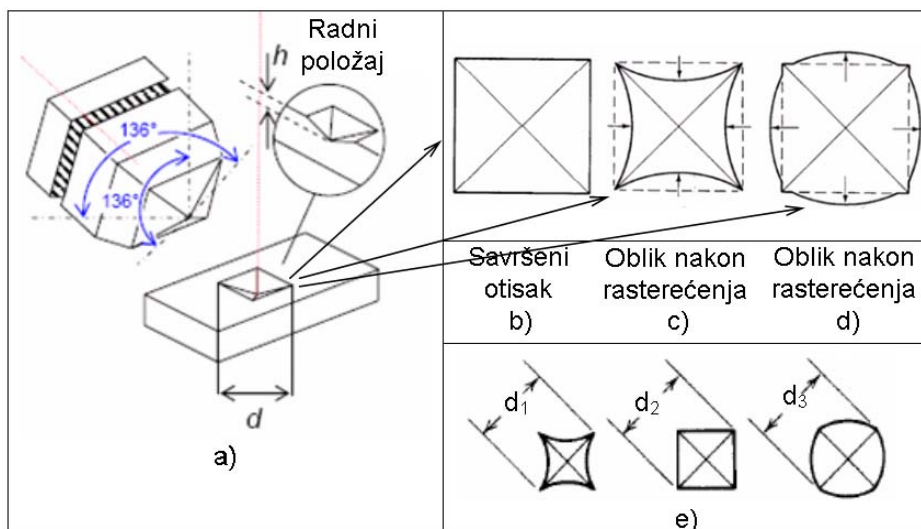 Radni
položaj
h
136°
136°
d
a)
Savršeni
otisak
b)
Oblik nakon
rasterećenja
c)
Oblik nakon
rasterećenja
d)
d₁
d₂
d₃
e)